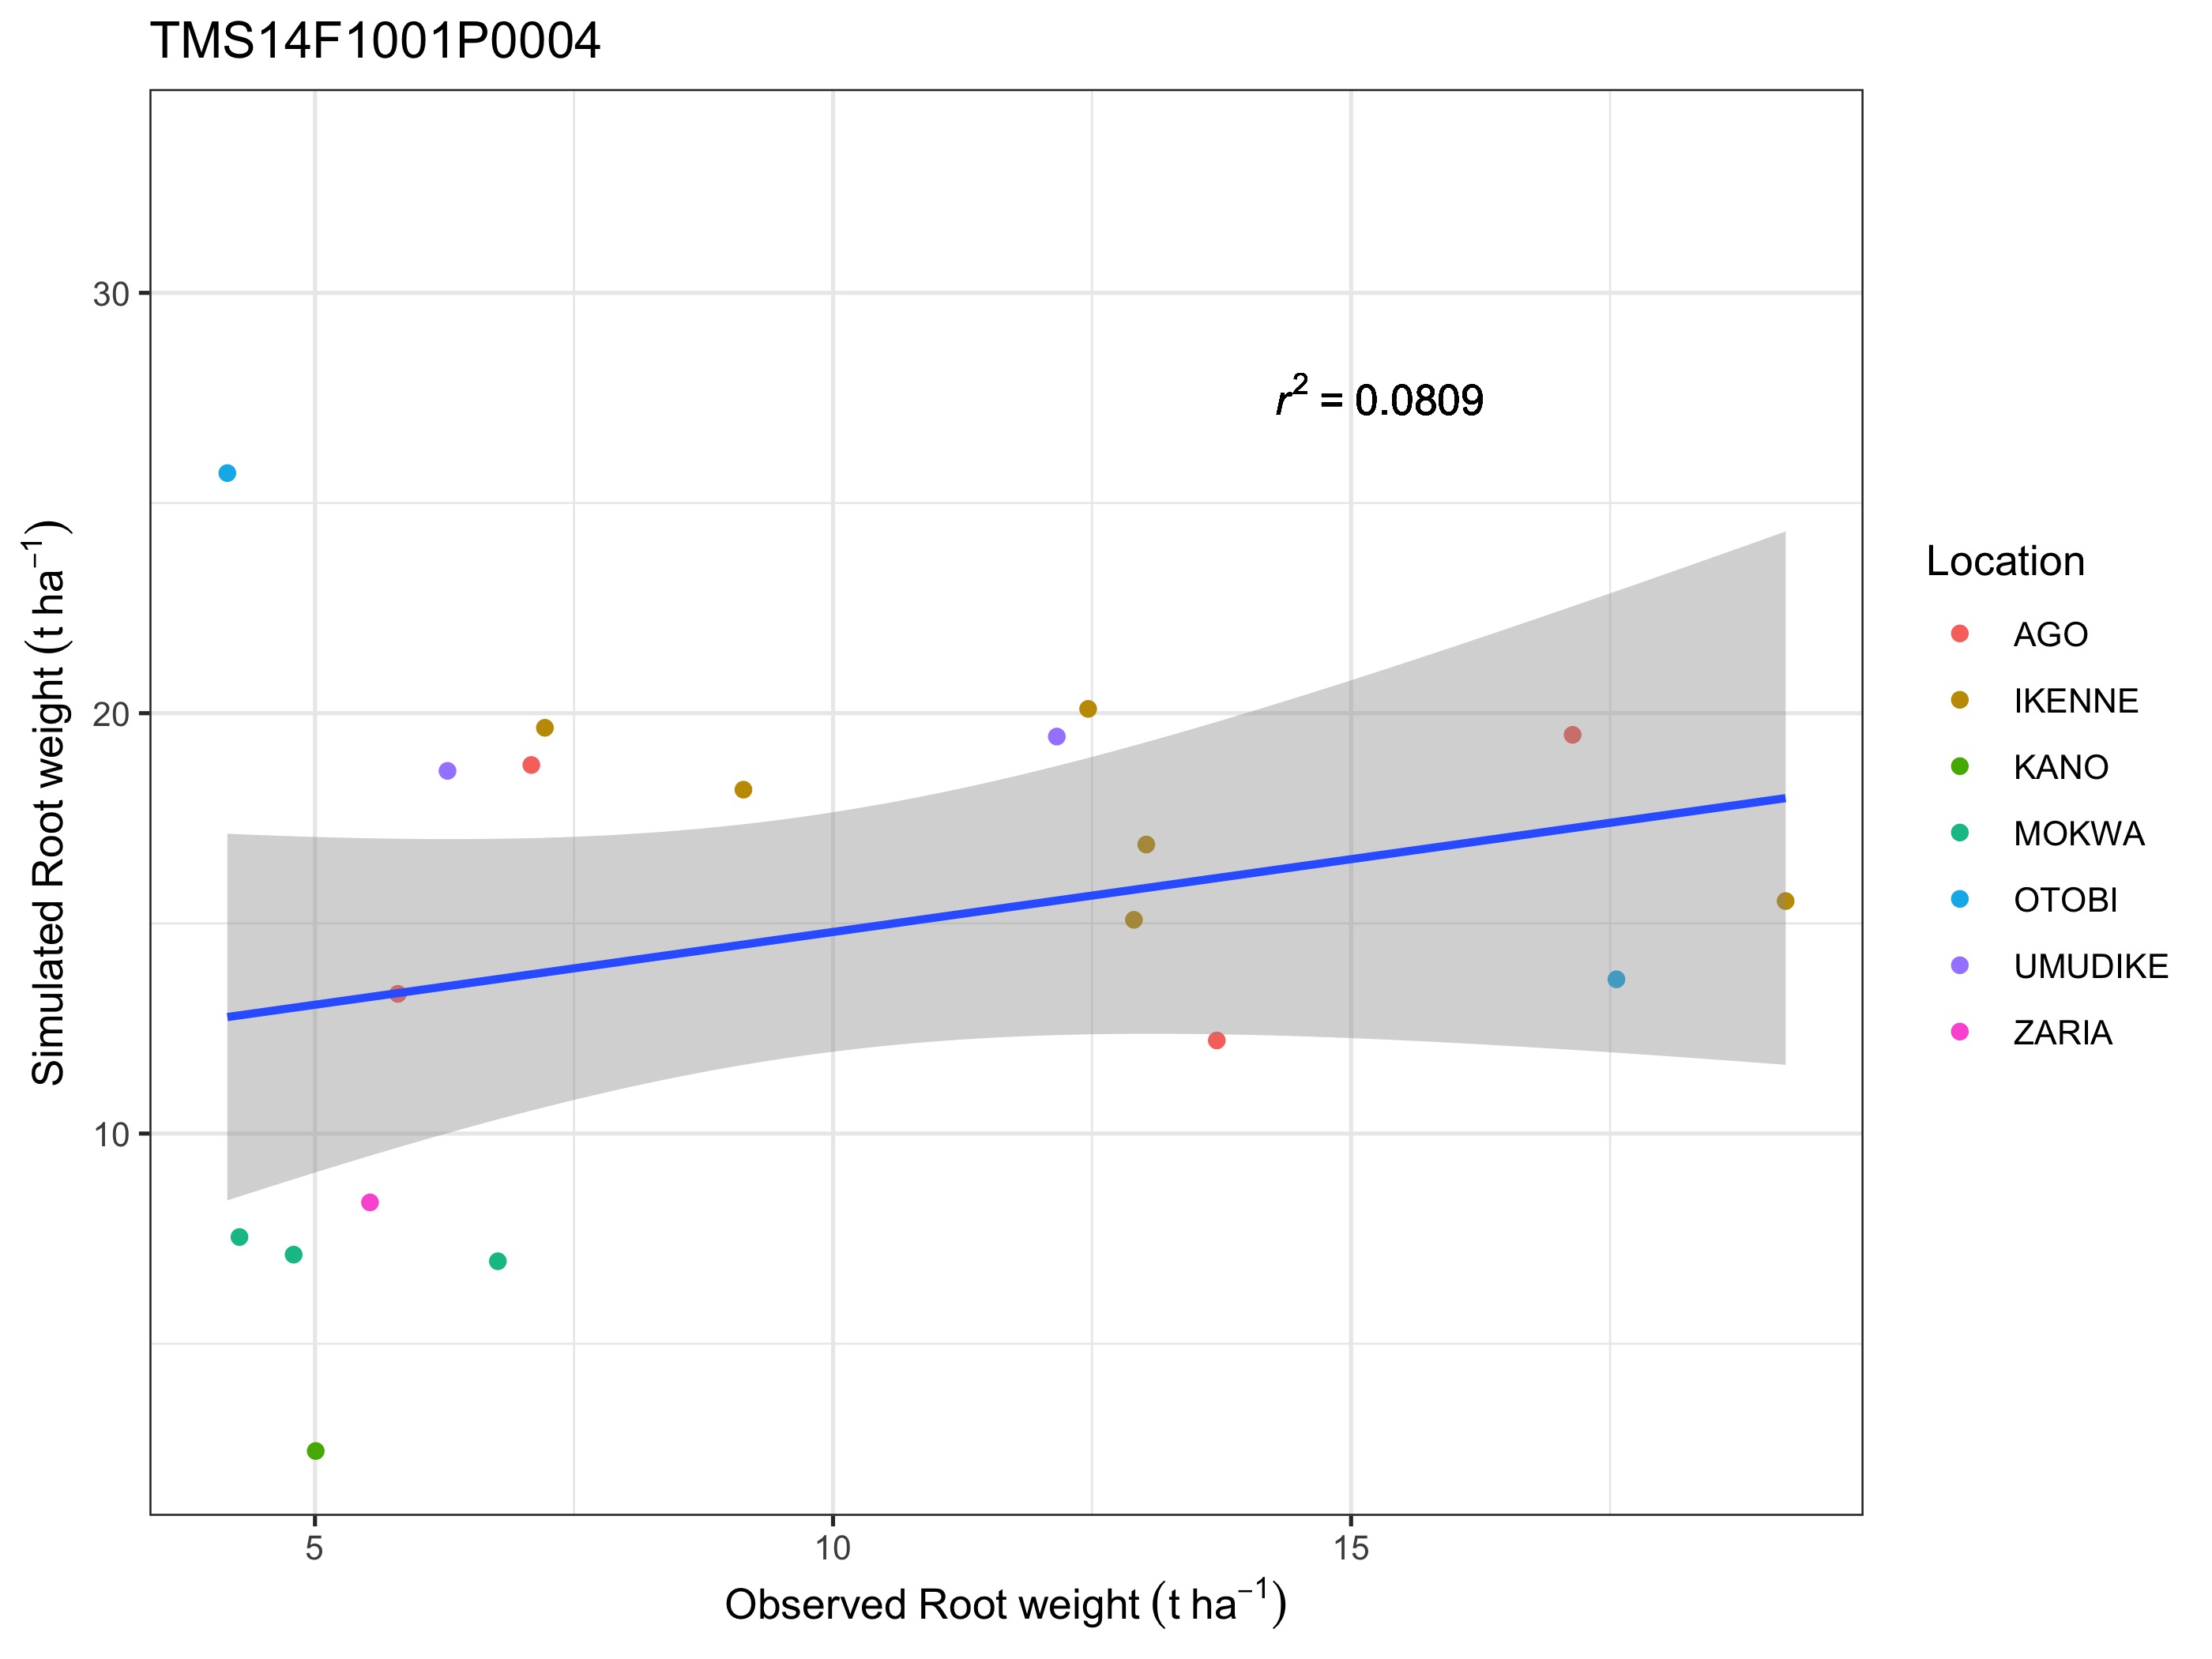 TMS14F1001P0004
30
20
10
Simulated Root weight (t ha⁻¹)
r² = 0.0809
5 10 15
Observed Root weight (t ha⁻¹)
Location
AGO
IKENNE
KANO
MOKWA
OTOBI
UMUDIKE
ZARIA